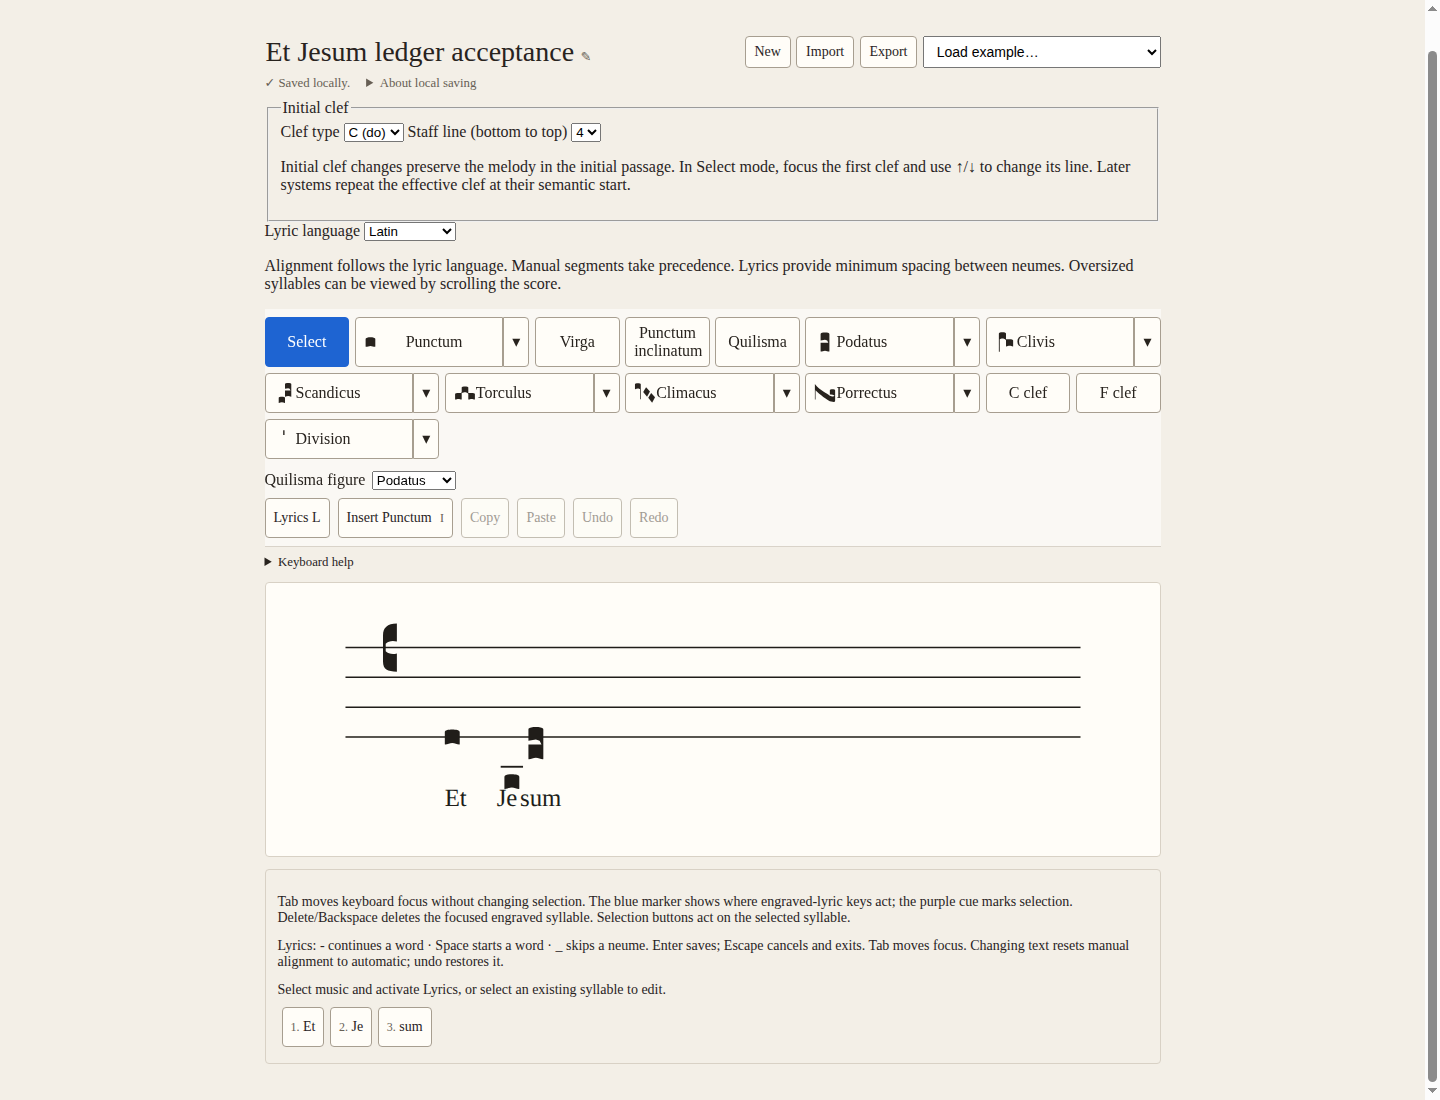 Et Jesum ledger acceptance ✎
New Import Export Load example…
✓ Saved locally. ▶ About local saving
Initial clef
Clef type C (do) Staff line (bottom to top) 4
Initial clef changes preserve the melody in the initial passage. In Select mode, focus the first clef and use ↑/↓ to change its line. Later
systems repeat the effective clef at their semantic start.
Lyric language Latin
Alignment follows the lyric language. Manual segments take precedence. Lyrics provide minimum spacing between neumes. Oversized
syllables can be viewed by scrolling the score.
Select Punctum ▼ Virga Punctum inclinatum Quilisma Podatus ▼ Clivis ▼
Scandicus ▼ Torculus ▼ Climacus ▼ Porrectus ▼ C clef F clef
Division ▼
Quilisma figure Podatus
Lyrics L Insert Punctum I Copy Paste Undo Redo
▶ Keyboard help
Et Je sum
Tab moves keyboard focus without changing selection. The blue marker shows where engraved-lyric keys act; the purple cue marks selection.
Delete/Backspace deletes the focused engraved syllable. Selection buttons act on the selected syllable.
Lyrics: - continues a word · Space starts a word · _ skips a neume. Enter saves; Escape cancels and exits. Tab moves focus. Changing text resets manual
alignment to automatic; undo restores it.
Select music and activate Lyrics, or select an existing syllable to edit.
1. Et 2. Je 3. sum